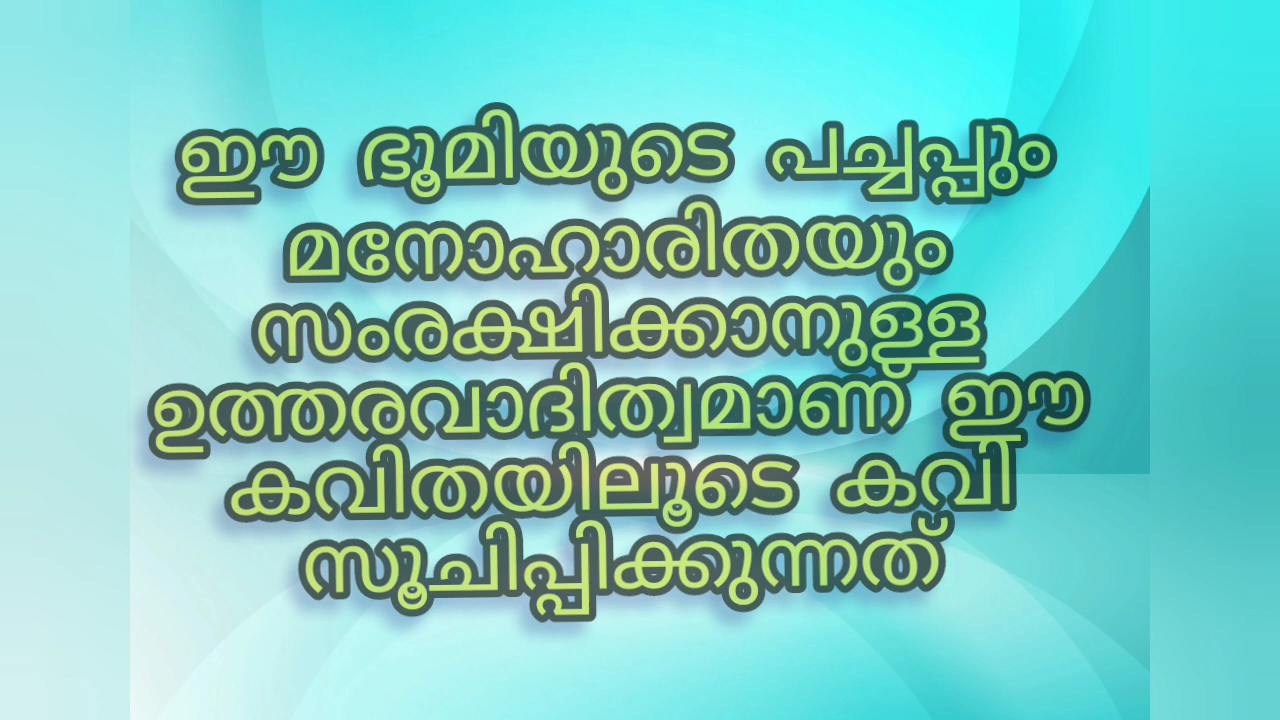 ഈ ഭൂമിയുടെ പച്ചപ്പും
മനോഹാരിതയും
സംരക്ഷിക്കാനുള്ള
ഉത്തരവാദിത്വമാണ് ഈ
കവിതയിലൂടെ കവി
സൂചിപ്പിക്കുന്നത്